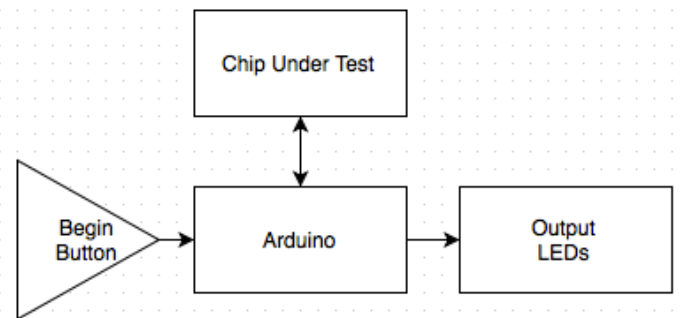 Chip Under Test
Begin
Button
Arduino
Output
LEDs